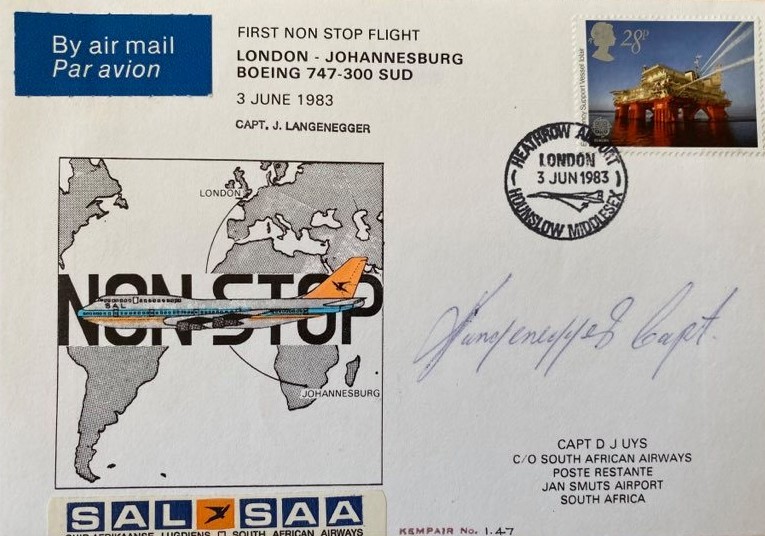 By air mail
Par avion
FIRST NON STOP FLIGHT
LONDON - JOHANNESBURG
BOEING 747-300 SUD
3 JUNE 1983
CAPT. J. LANGENEGGER
28P
Support Vessel
HEATHROW AIRPORT
LONDON
3 JUN 1983
HOUNSLOW MIDDLESEX
LONDON
NON STOP
SAL
JOHANNESBURG
Langenegger Capt.
CAPT D J UYS
C/O SOUTH AFRICAN AIRWAYS
POSTE RESTANTE
JAN SMUTS AIRPORT
SOUTH AFRICA
SAL SAA
SUID-AFRIKAANSE LUGDIENS SOUTH AFRICAN AIRWAYS
KEMPAIR No. 1.47